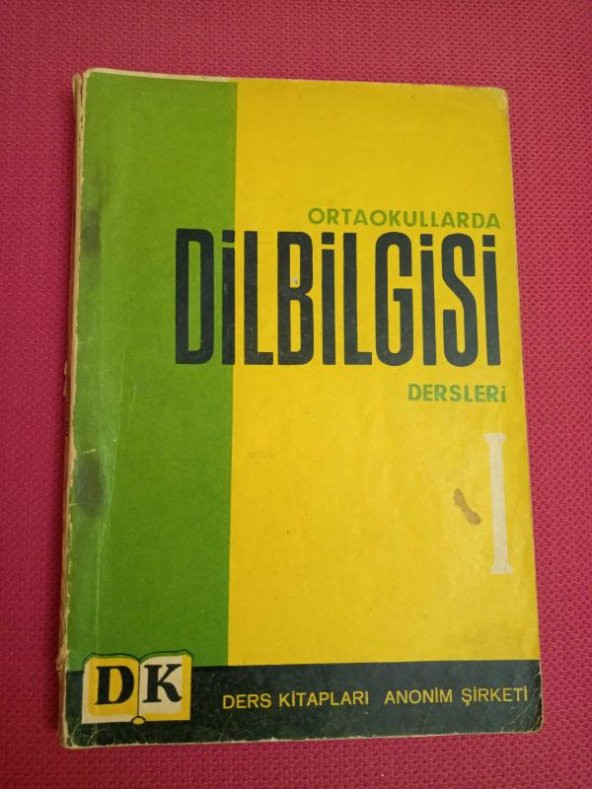 ORTAOKULLARDA
DİLBİLGİSİ
DERSLERİ
I
DK
DERS KİTAPLARI ANONİM ŞİRKETİ